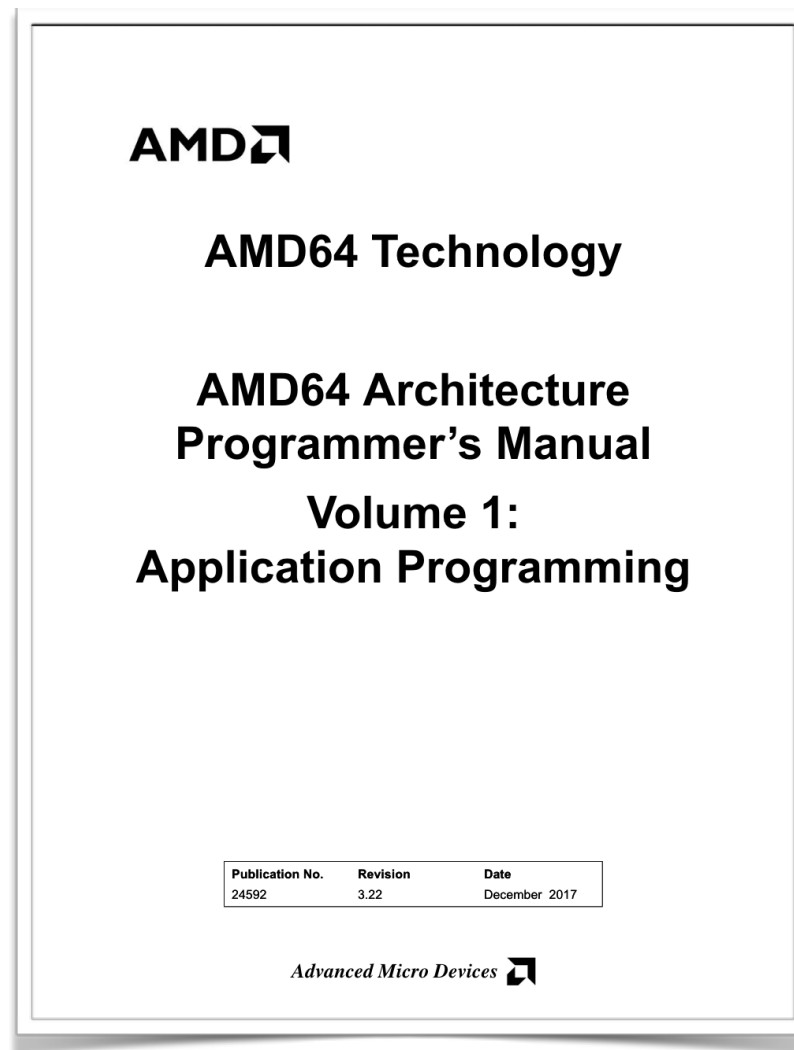 AMD
AMD64 Technology
AMD64 Architecture
Programmer’s Manual
Volume 1:
Application Programming
Publication No. Revision Date
24592 3.22 December 2017
Advanced Micro Devices